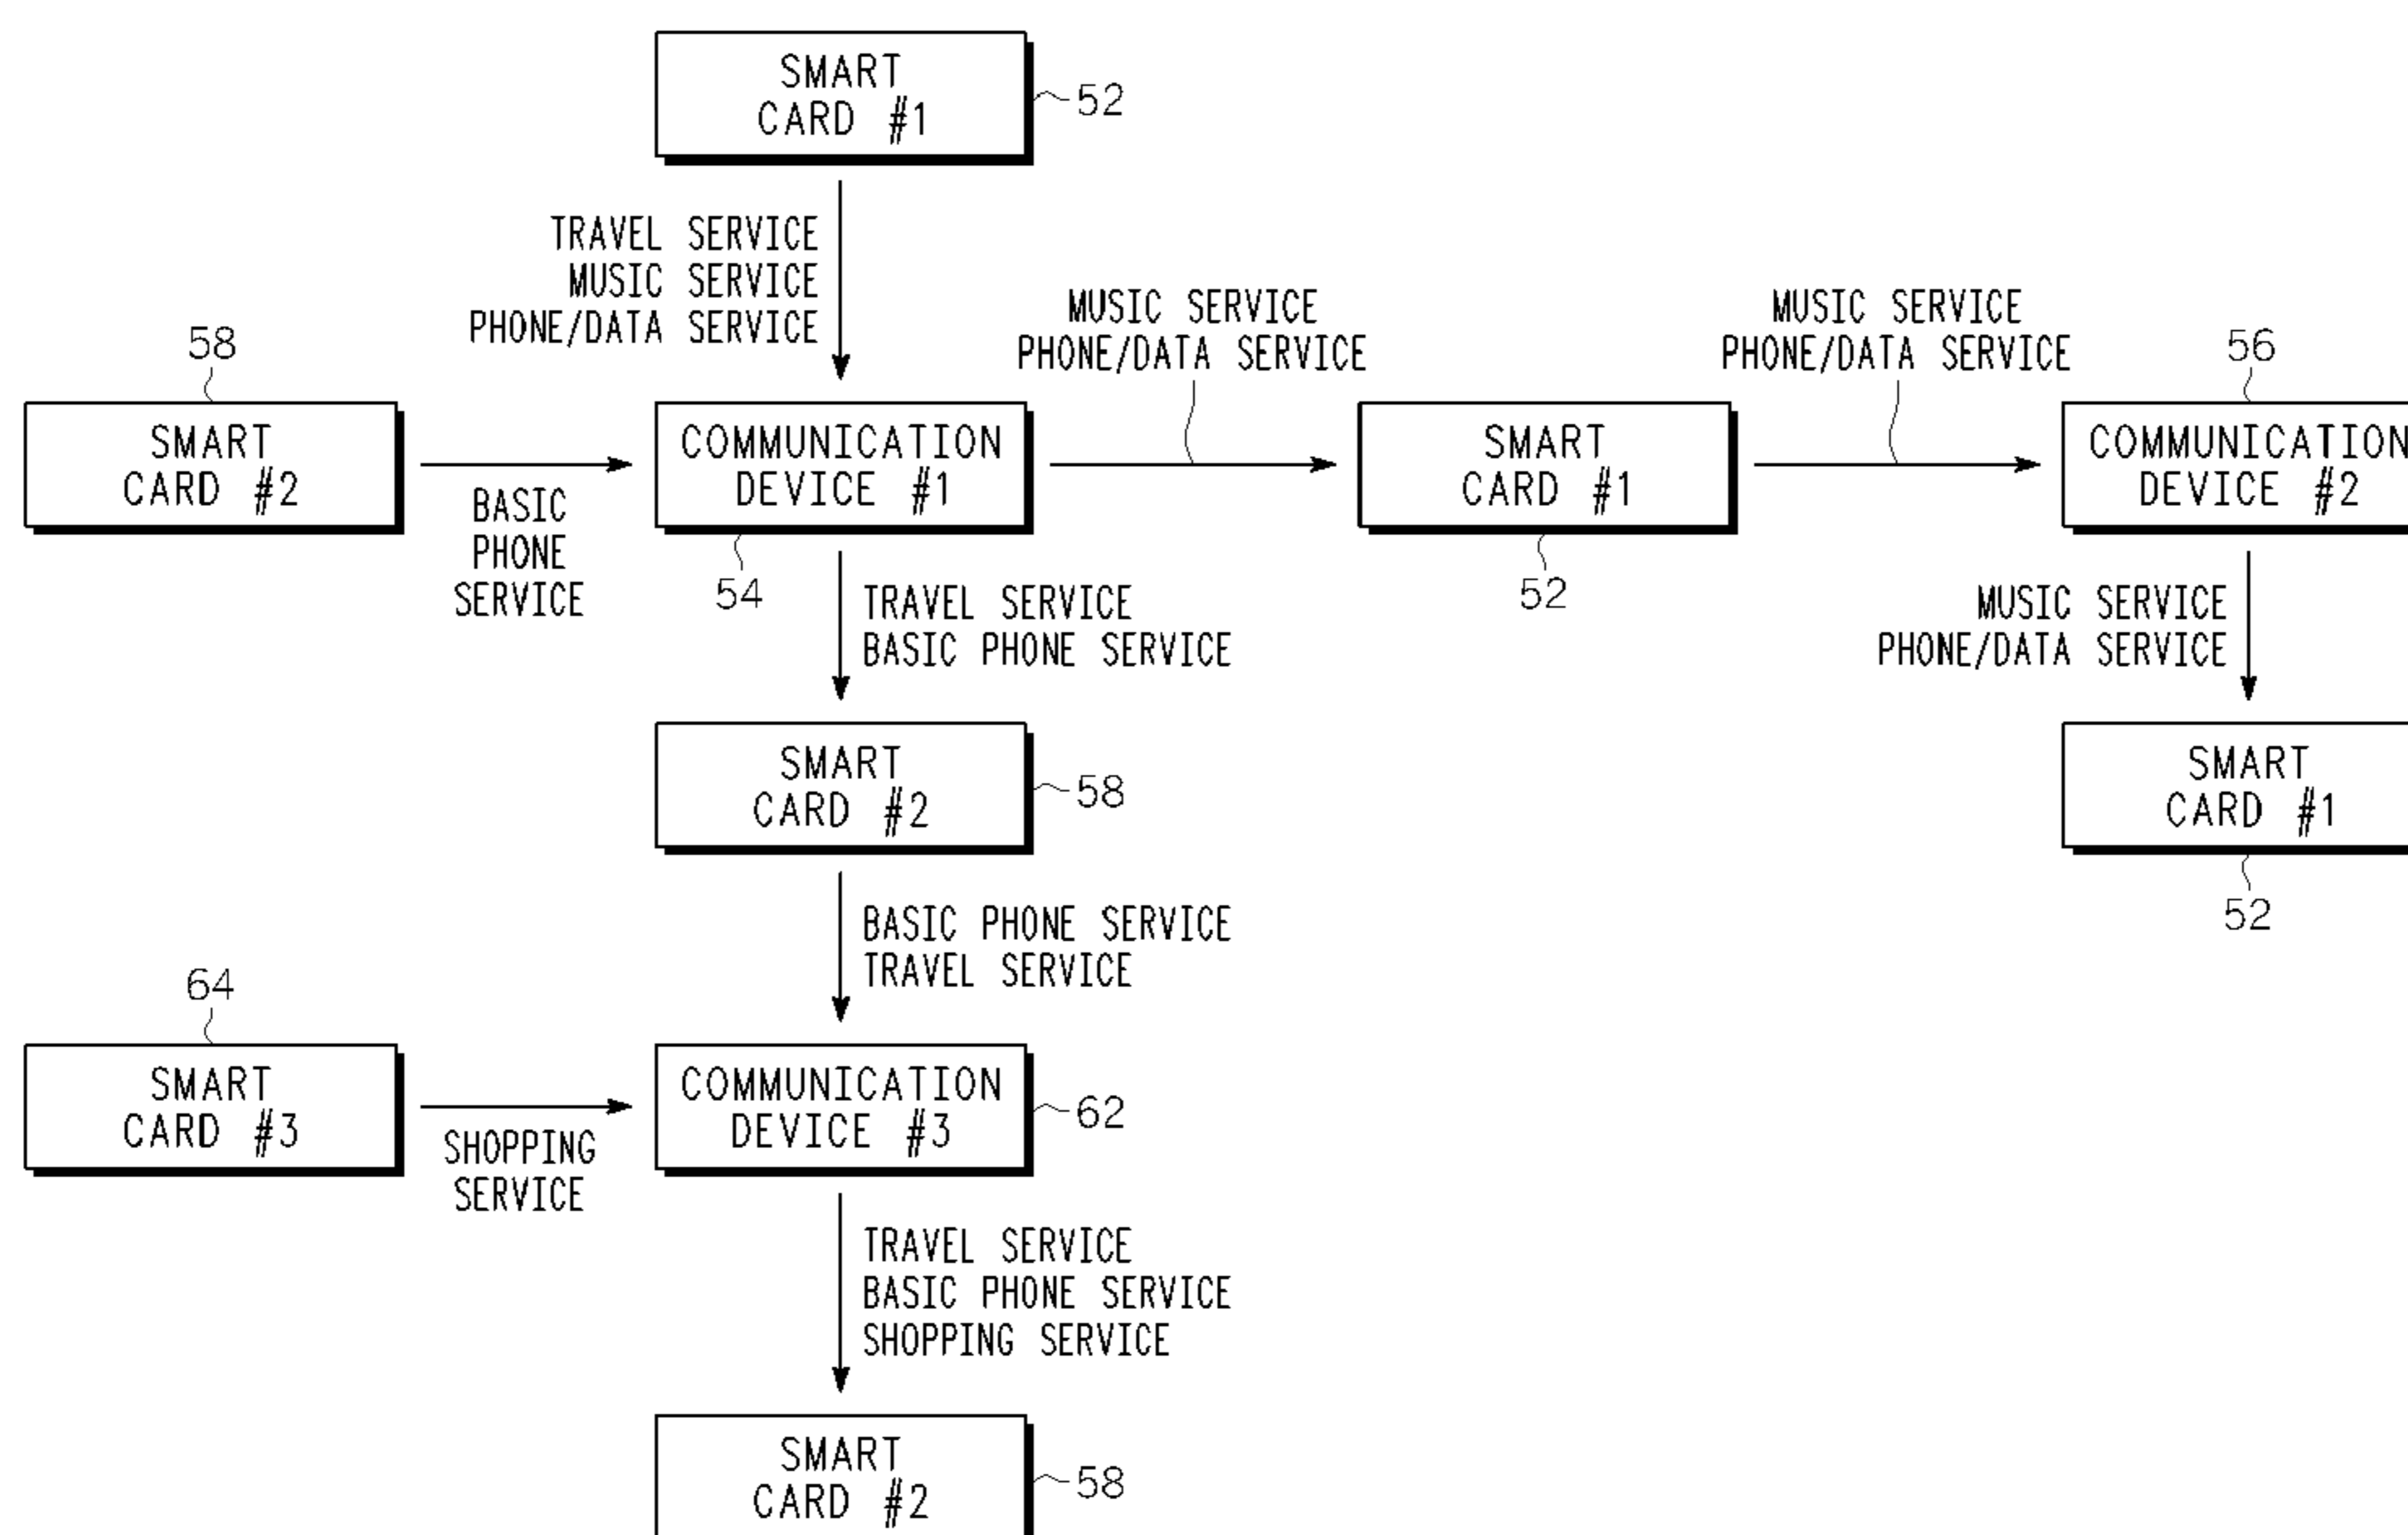 SMART
CARD #1
52
TRAVEL SERVICE
MUSIC SERVICE
PHONE/DATA SERVICE
MUSIC SERVICE
PHONE/DATA SERVICE
MUSIC SERVICE
PHONE/DATA SERVICE
58
56
SMART
CARD #2
BASIC
PHONE
SERVICE
COMMUNICATION
DEVICE #1
54
SMART
CARD #1
52
COMMUNICATION
DEVICE #2
TRAVEL SERVICE
BASIC PHONE SERVICE
MUSIC SERVICE
PHONE/DATA SERVICE
SMART
CARD #2
58
SMART
CARD #1
52
BASIC PHONE SERVICE
TRAVEL SERVICE
64
SMART
CARD #3
SHOPPING
SERVICE
COMMUNICATION
DEVICE #3
62
TRAVEL SERVICE
BASIC PHONE SERVICE
SHOPPING SERVICE
SMART
CARD #2
58